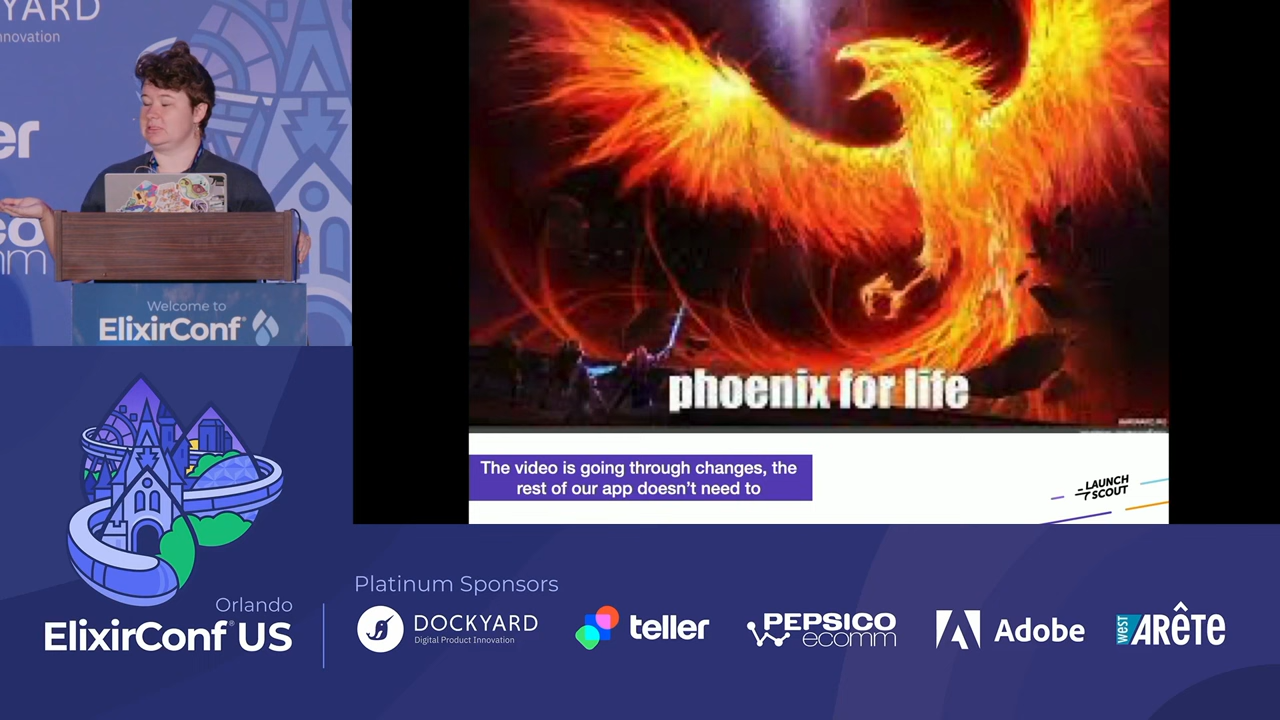 YARD
nnovation
er
eo
mm
Welcome to
ElixirConf
phoenix for life
The video is going through changes, the
rest of our app doesn't need to
LAUNCH
SCOUT
Orlando
ElixirConf® US
Platinum Sponsors
DOCKYARD
Digital Product Innovation
teller
PEPSICO
ecomm
Adobe
west ARÊTE